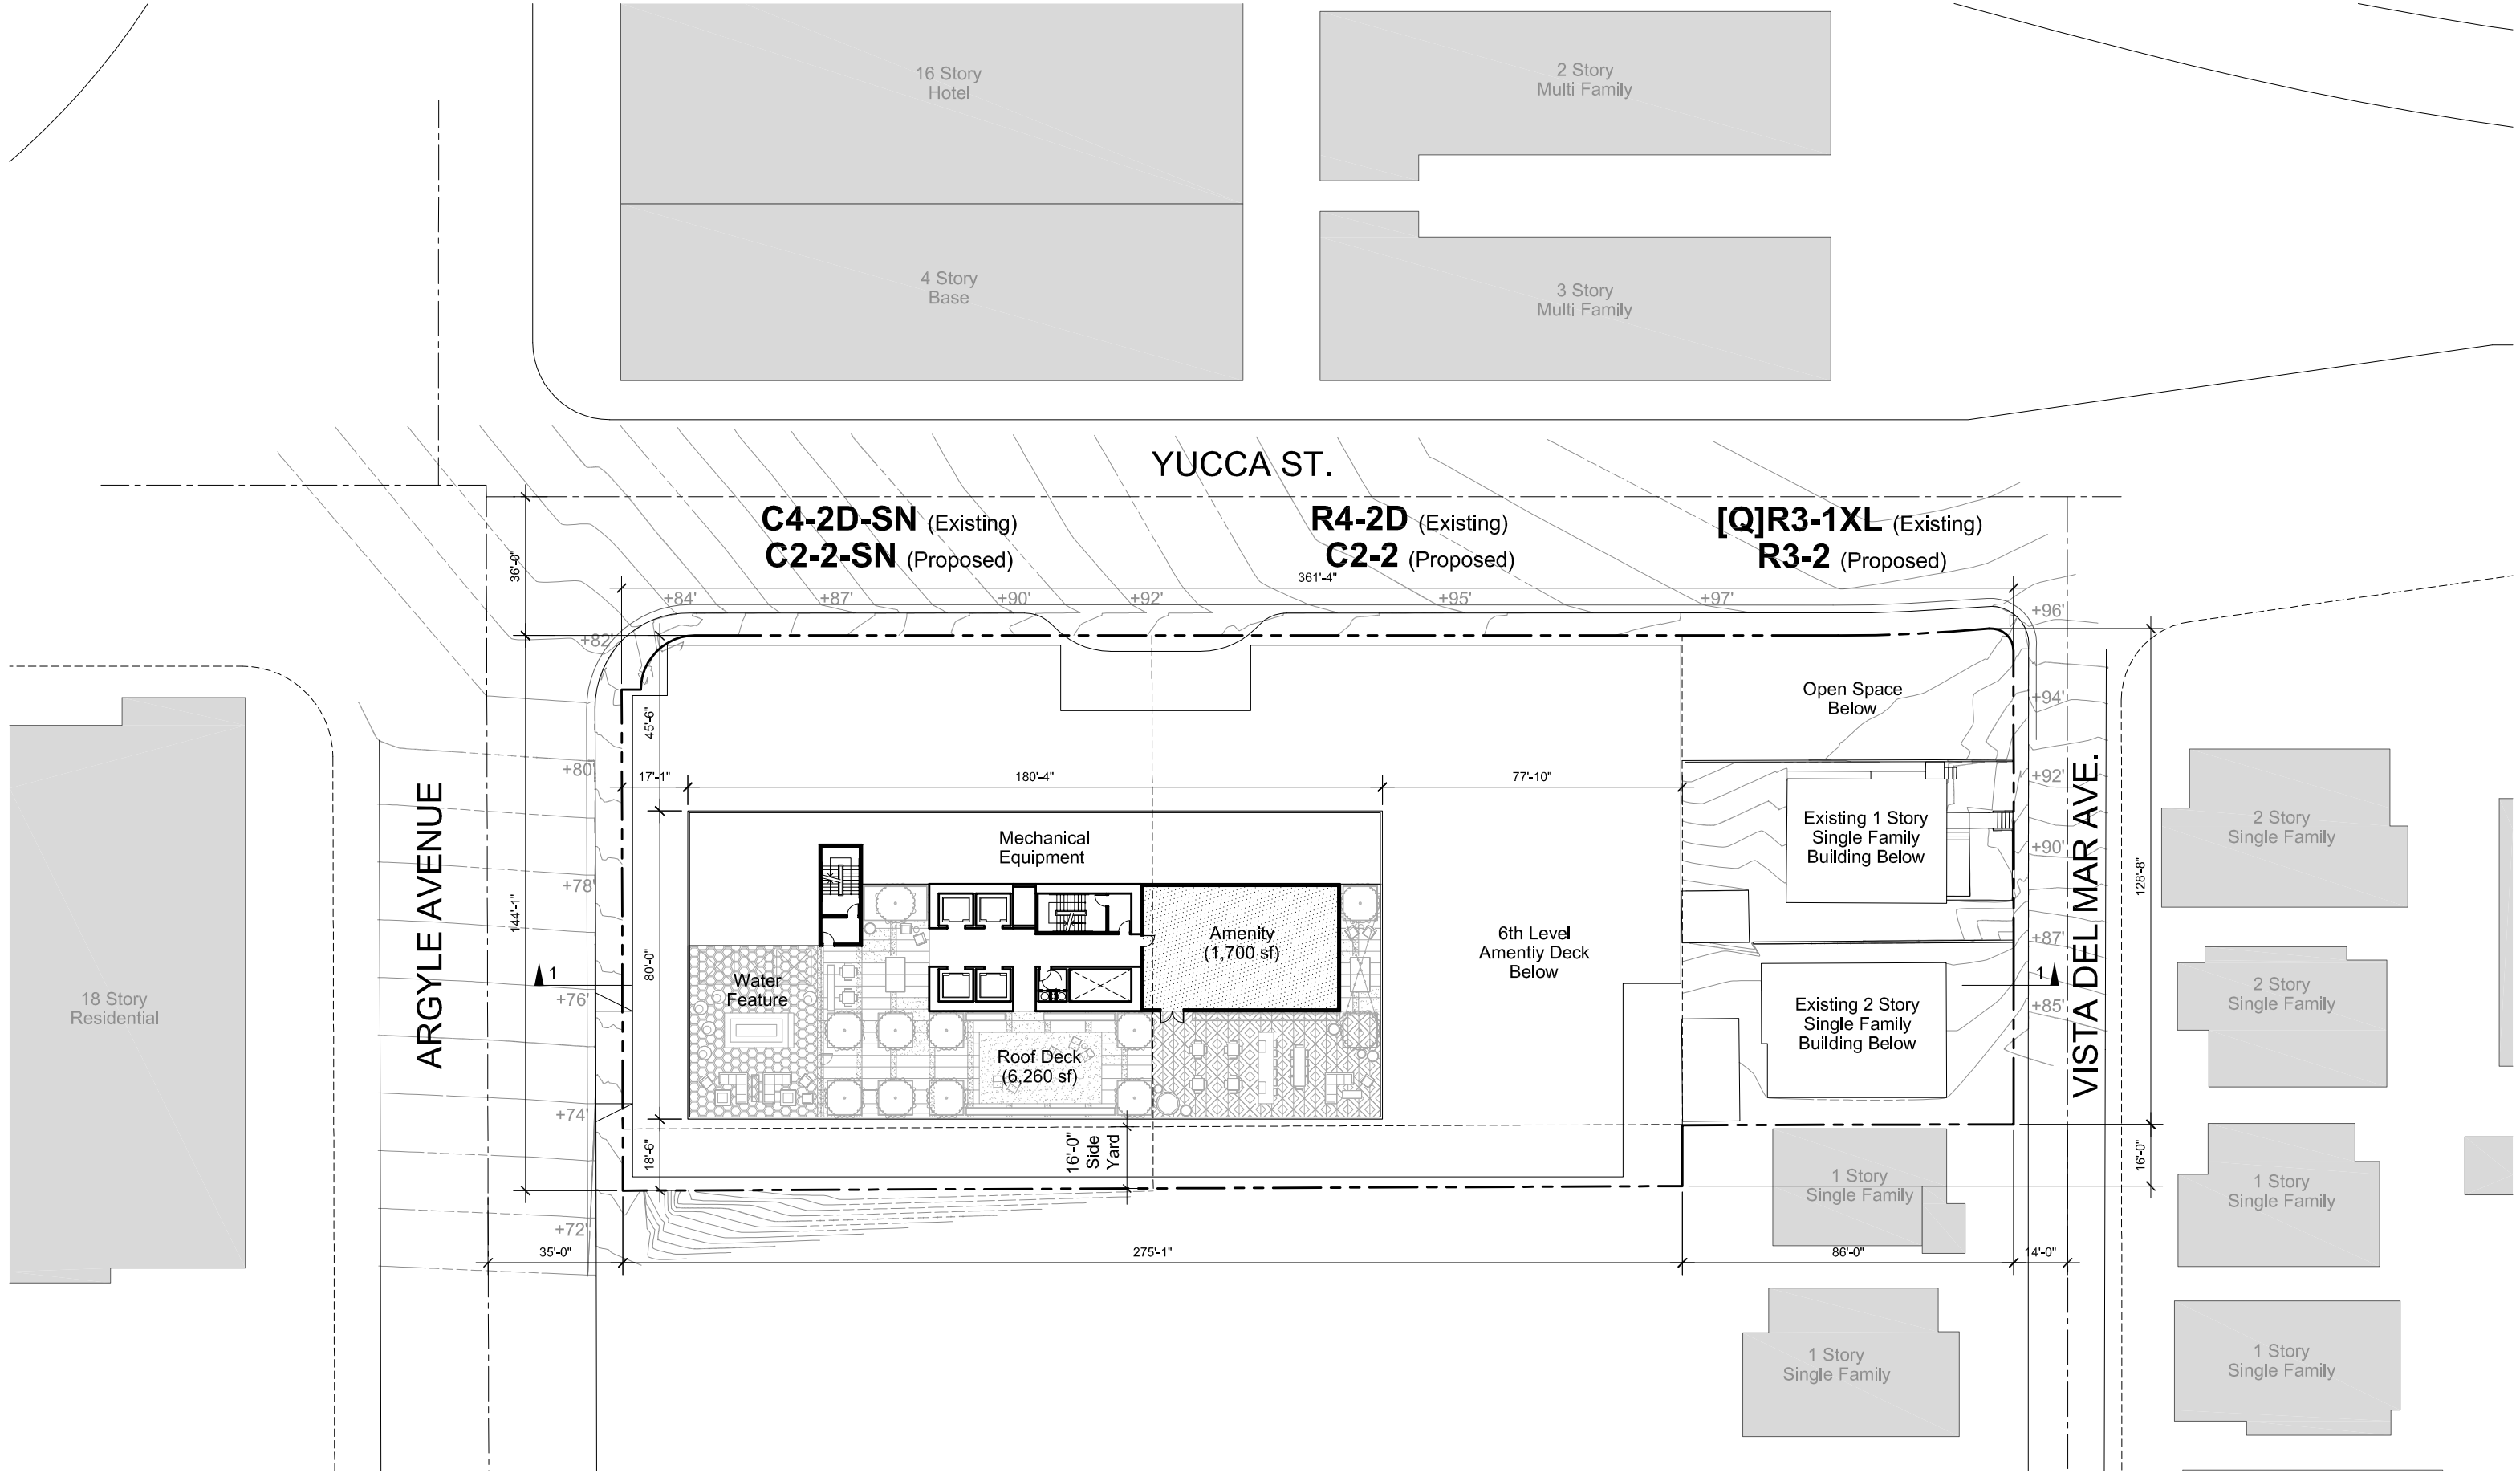 16 Story
Hotel
2 Story
Multi Family
4 Story
Base
3 Story
Multi Family
YUCCA ST.
C4-2D-SN (Existing)
C2-2-SN (Proposed)
R4-2D (Existing)
C2-2 (Proposed)
[Q]R3-1XL (Existing)
R3-2 (Proposed)
36'-0"
361'-4"
+84'
+87'
+90'
+92'
+95'
+97'
+96'
+82'
45'-6"
Open Space
Below
+94'
+80'
17'-1"
180'-4"
77'-10"
+92'
ARGYLE AVENUE
VISTA DEL MAR AVE.
Mechanical
Equipment
Existing 1 Story
Single Family
Building Below
2 Story
Single Family
+90'
+78'
144'-1"
128'-8"
Amenity
(1,700 sf)
6th Level
Amentiy Deck
Below
+87'
80'-0"
1
Water
Feature
1
+76'
18 Story
Residential
2 Story
Single Family
Existing 2 Story
Single Family
Building Below
+85'
Roof Deck
(6,260 sf)
+74'
18'-6"
16'-0"
Side
Yard
16'-0"
1 Story
Single Family
1 Story
Single Family
+72'
35'-0"
275'-1"
86'-0"
14'-0"
1 Story
Single Family
1 Story
Single Family